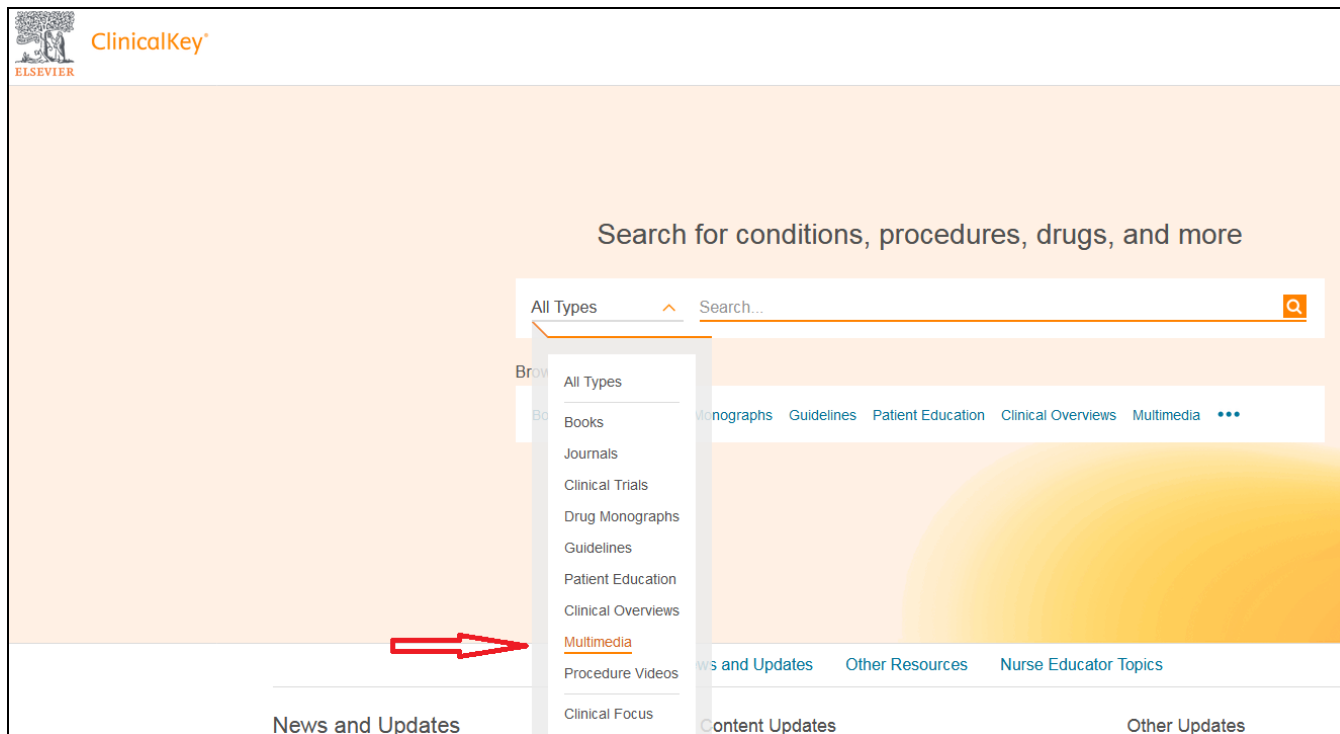 ELSEVIER
ClinicalKey®
Search for conditions, procedures, drugs, and more
All Types
Search...
All Types
Books
Journals
Clinical Trials
Drug Monographs
Guidelines
Patient Education
Clinical Overviews
Multimedia
Procedure Videos
Clinical Focus
Guidelines Patient Education Clinical Overviews Multimedia •••
and Updates Other Resources Nurse Educator Topics
News and Updates
Content Updates
Other Updates